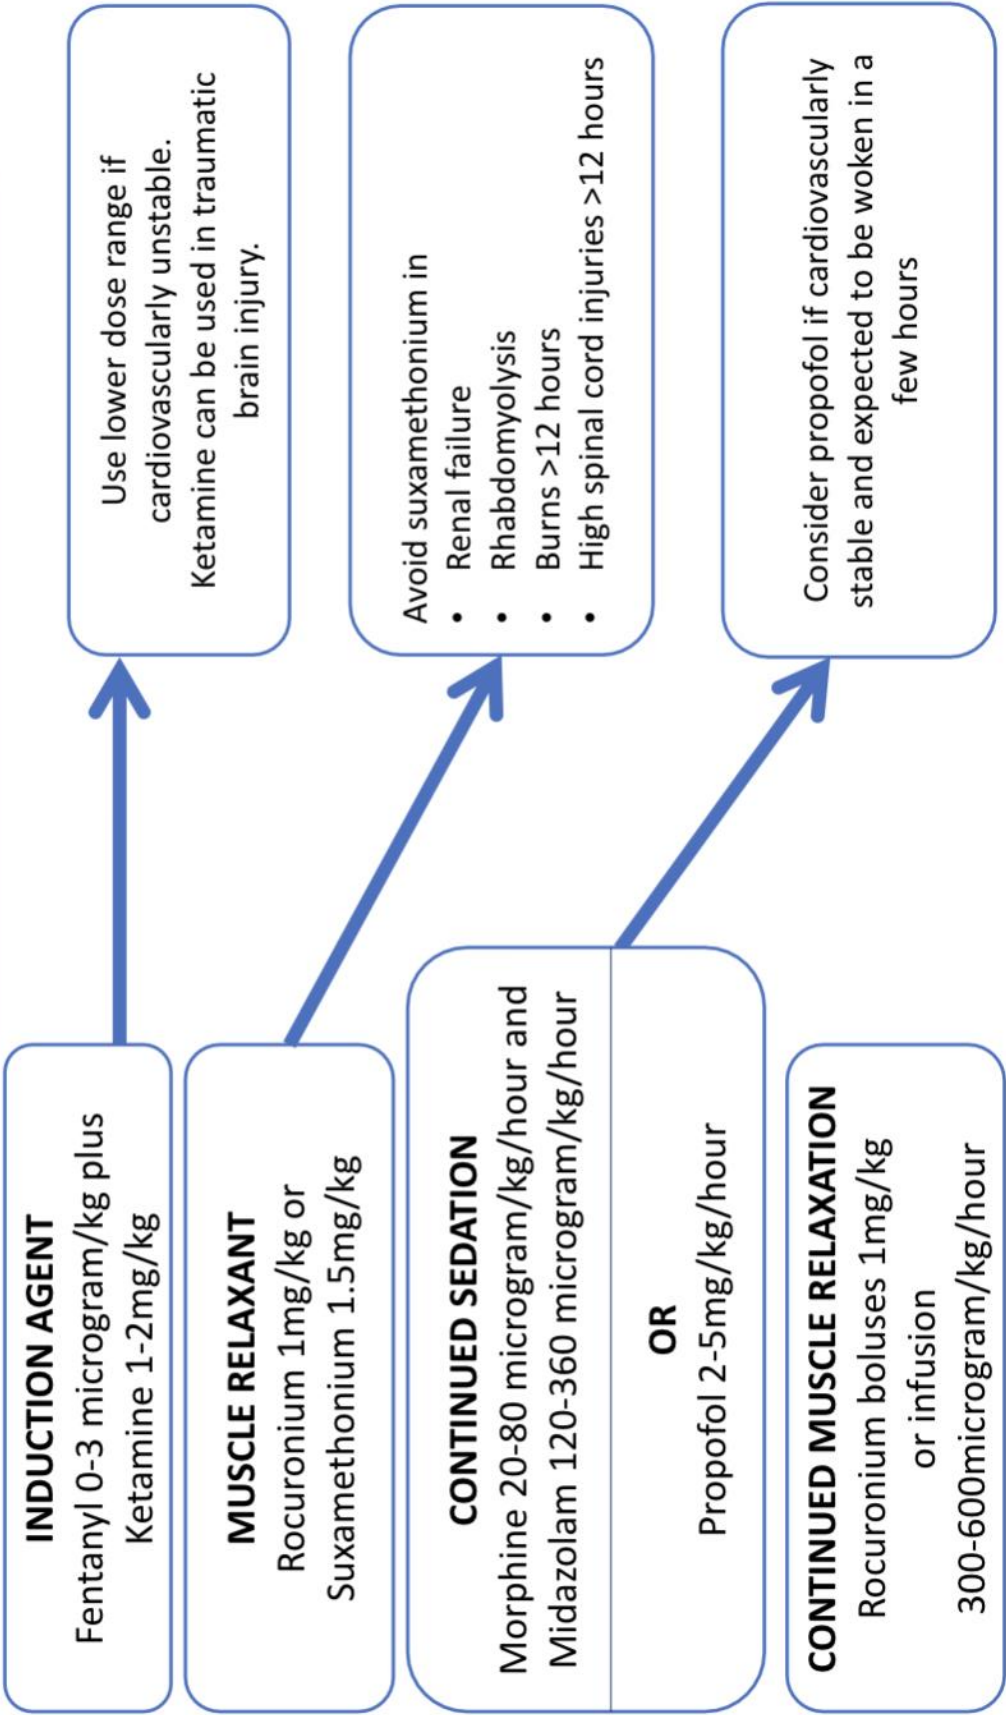 INDUCTION AGENT
Fentanyl 0-3 microgram/kg plus
Ketamine 1-2mg/kg
Use lower dose range if
cardiovascularly unstable.
Ketamine can be used in traumatic
brain injury.
MUSCLE RELAXANT
Rocuronium 1mg/kg or
Suxamethonium 1.5mg/kg
Avoid suxamethonium in
• Renal failure
• Rhabdomyolysis
• Burns >12 hours
• High spinal cord injuries >12 hours
CONTINUED SEDATION
Morphine 20-80 microgram/kg/hour and
Midazolam 120-360 microgram/kg/hour
OR
Propofol 2-5mg/kg/hour
Consider propofol if cardiovascularly
stable and expected to be woken in a
few hours
CONTINUED MUSCLE RELAXATION
Rocuronium boluses 1mg/kg
or infusion
300-600microgram/kg/hour